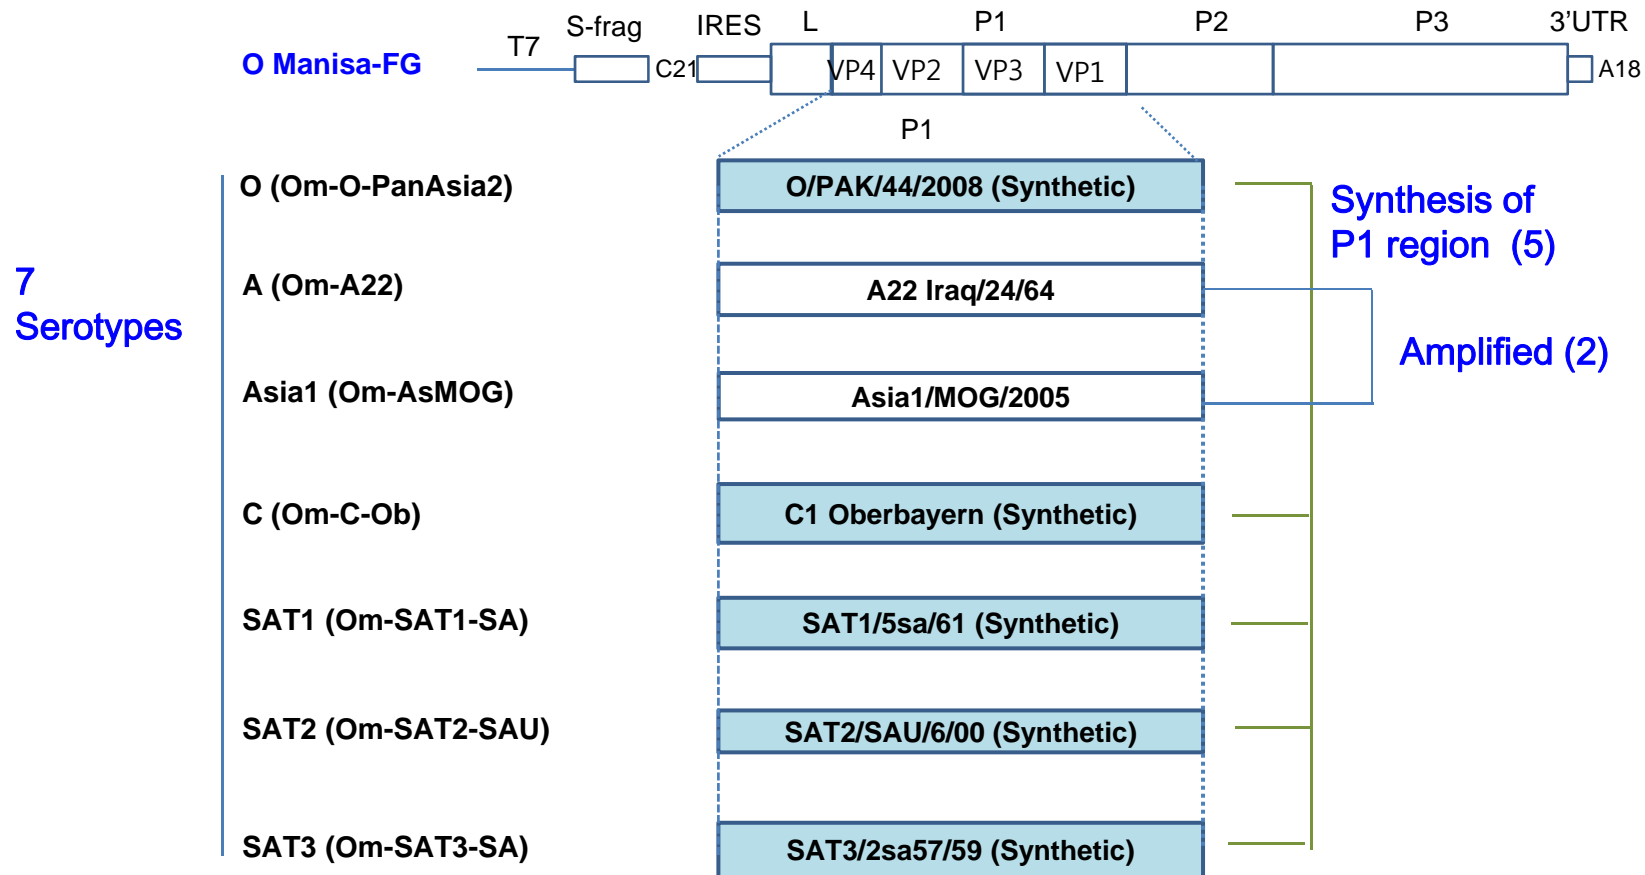 S-frag IRES L P1 P2 P3 3’UTR
O Manisa-FG T7 C21 VP4 VP2 VP3 VP1 A18
P1
O (Om-O-PanAsia2) O/PAK/44/2008 (Synthetic)
Synthesis of
P1 region (5)
7
Serotypes
A (Om-A22) A22 Iraq/24/64
Amplified (2)
Asia1 (Om-AsMOG) Asia1/MOG/2005
C (Om-C-Ob) C1 Oberbayern (Synthetic)
SAT1 (Om-SAT1-SA) SAT1/5sa/61 (Synthetic)
SAT2 (Om-SAT2-SAU) SAT2/SAU/6/00 (Synthetic)
SAT3 (Om-SAT3-SA) SAT3/2sa57/59 (Synthetic)